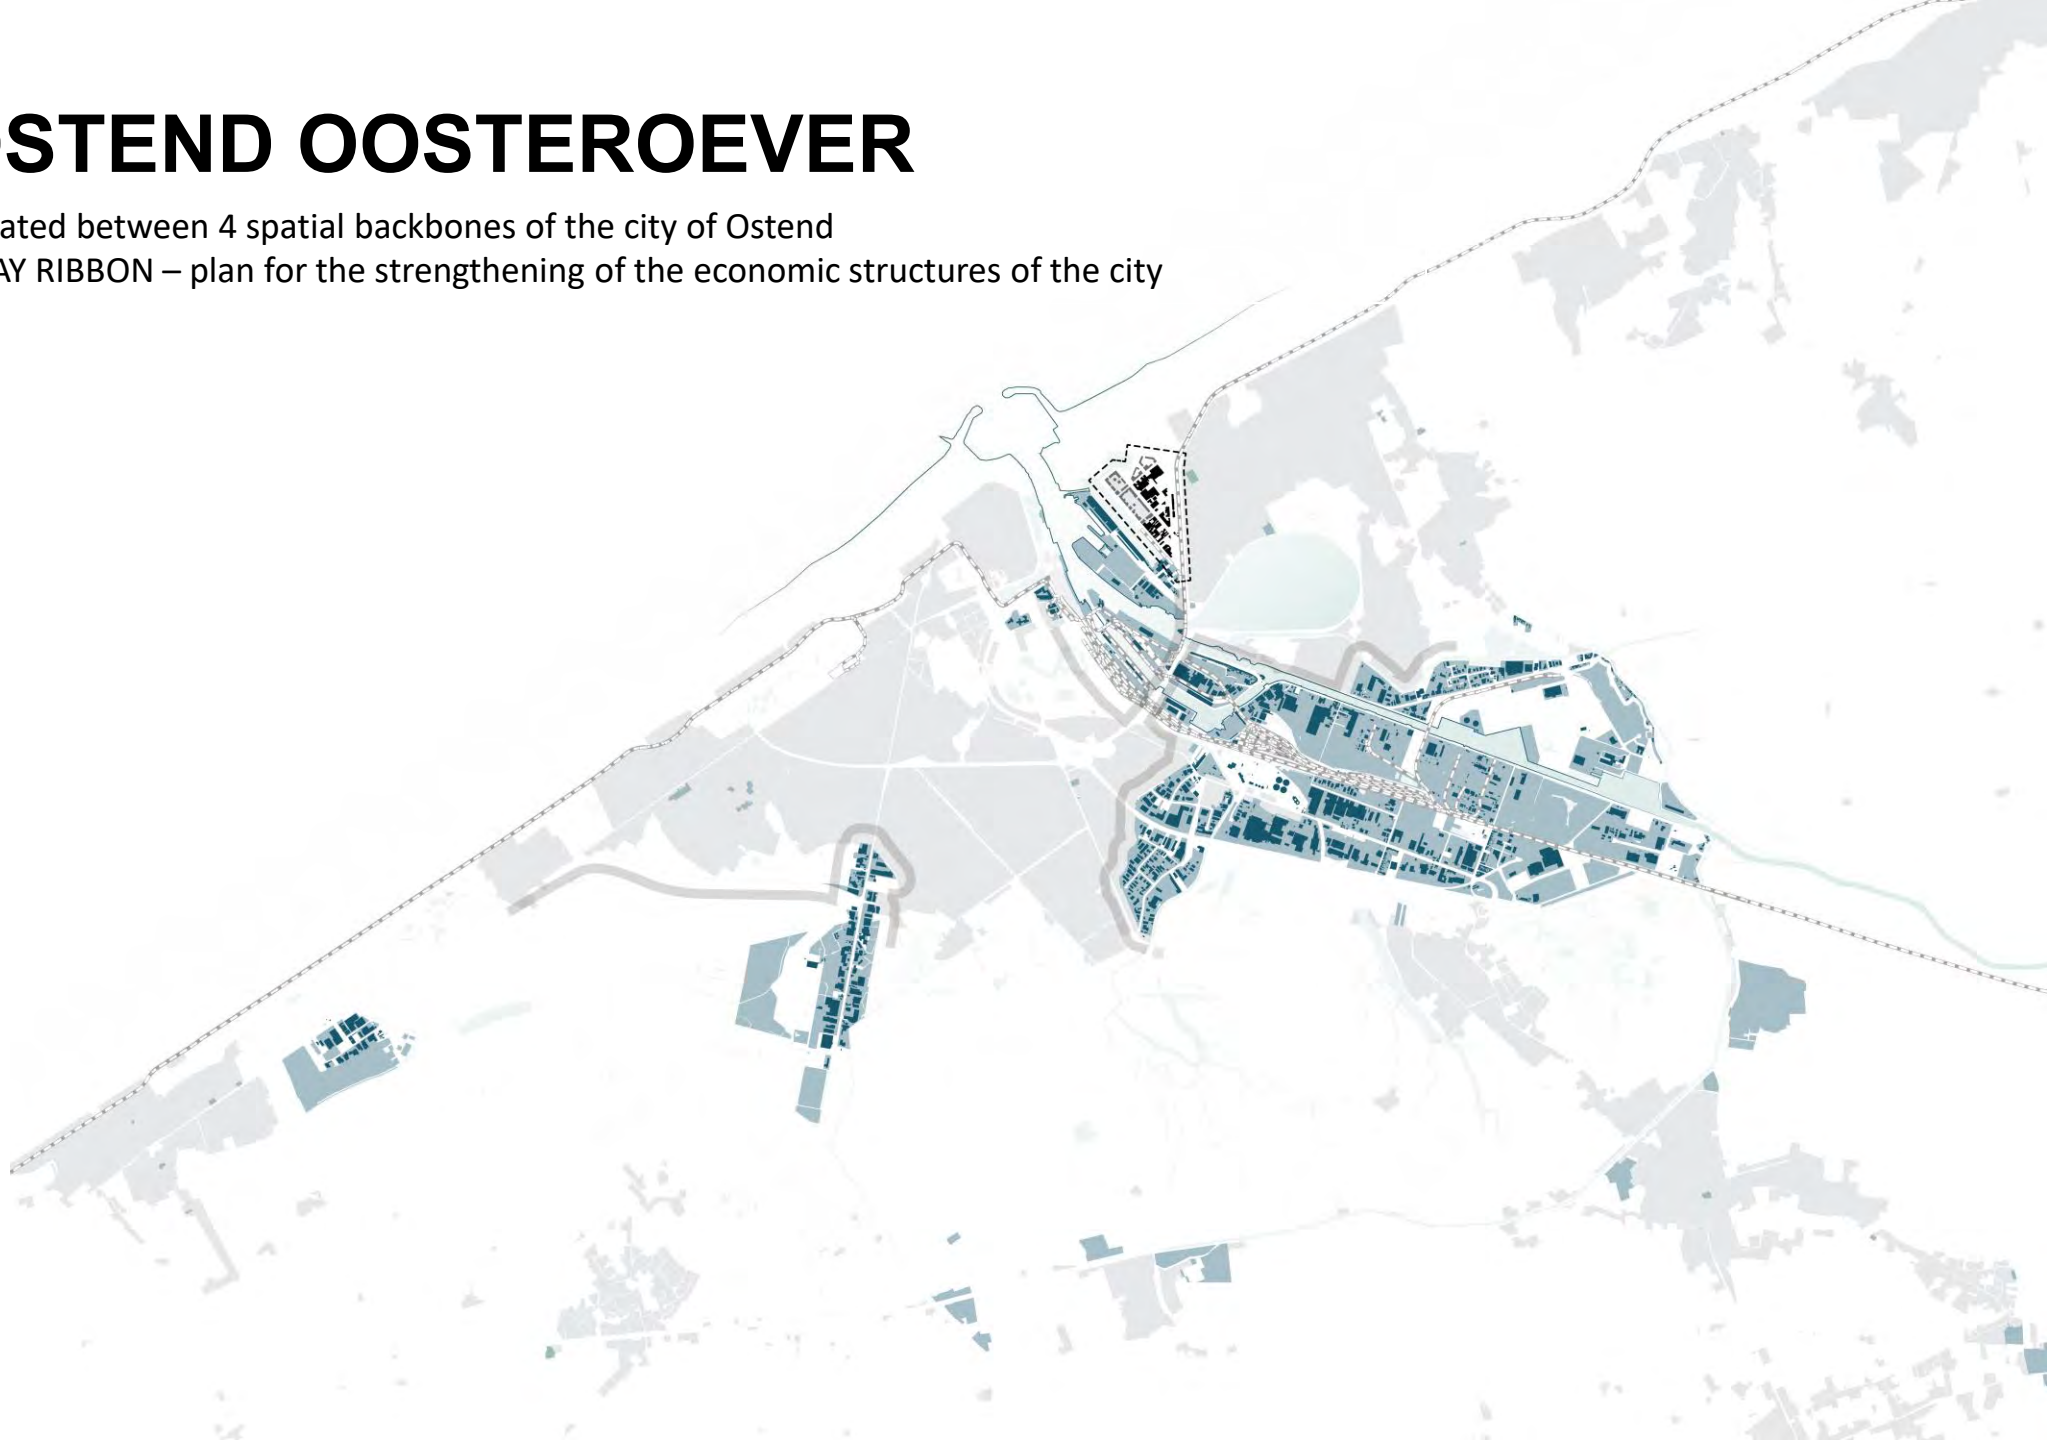 OSTEND OOSTEROEVER
ated between 4 spatial backbones of the city of Ostend
AY RIBBON – plan for the strengthening of the economic structures of the city